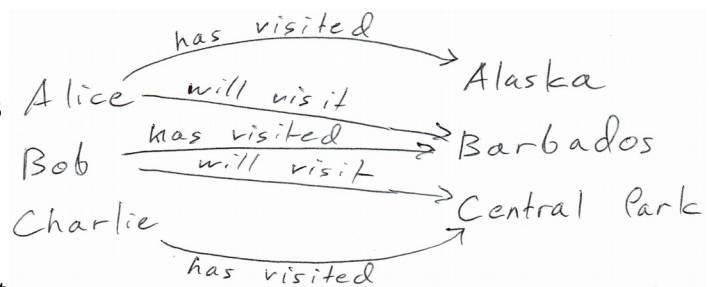 has visited
Alaska
Alice will visit
Barbados
has visited
Bob
will visit
Central Park
Charlie
has visited